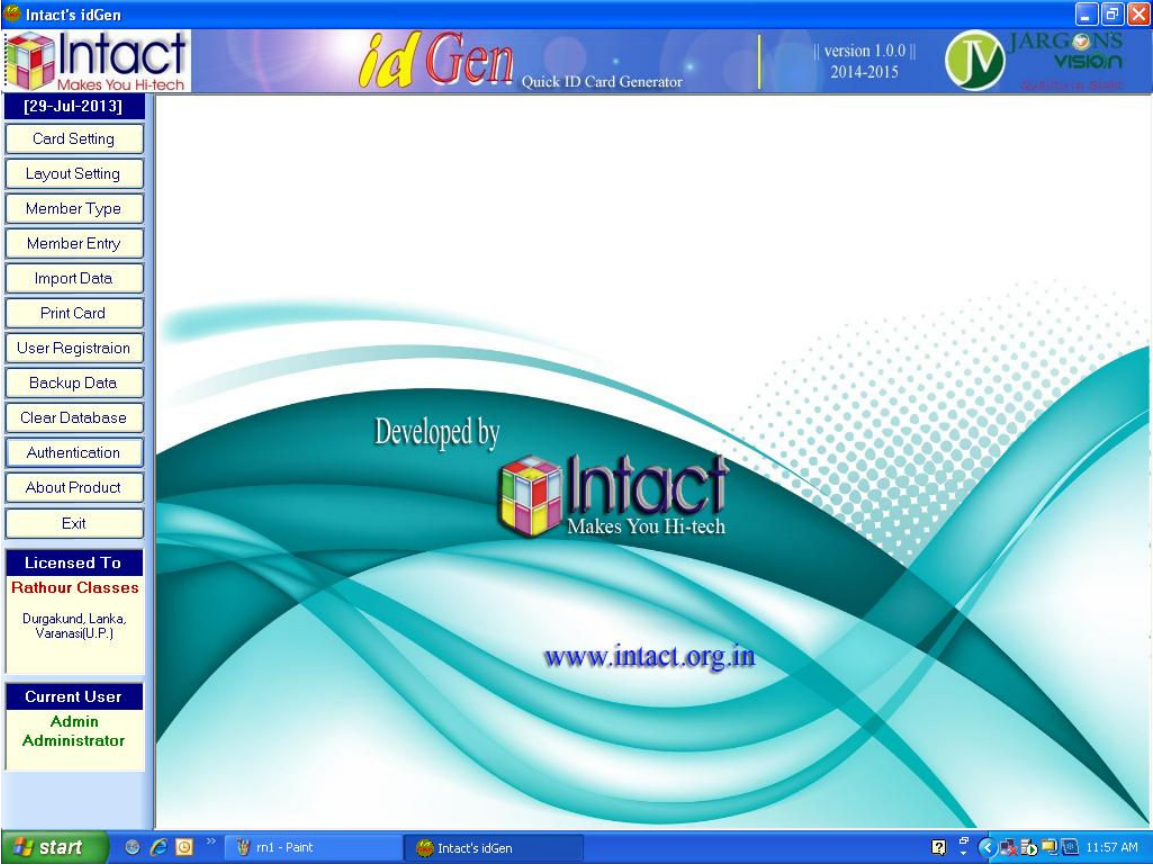 Intact's idGen
Intact
Makes You Hi-tech
id Gen
Quick ID Card Generator
|| version 1.0.0 ||
2014-2015
JV
JARGONS
VISION
[29-Jul-2013]
Card Setting
Layout Setting
Member Type
Member Entry
Import Data
Print Card
User Registraion
Backup Data
Clear Database
Authentication
About Product
Exit
Licensed To
Rathour Classes
Durgakund, Lanka,
Varanasi(U.P.)
Current User
Admin
Administrator
Developed by
Intact
Makes You Hi-tech
www.intact.org.in
start
rn1 - Paint
Intact's idGen
11:57 AM